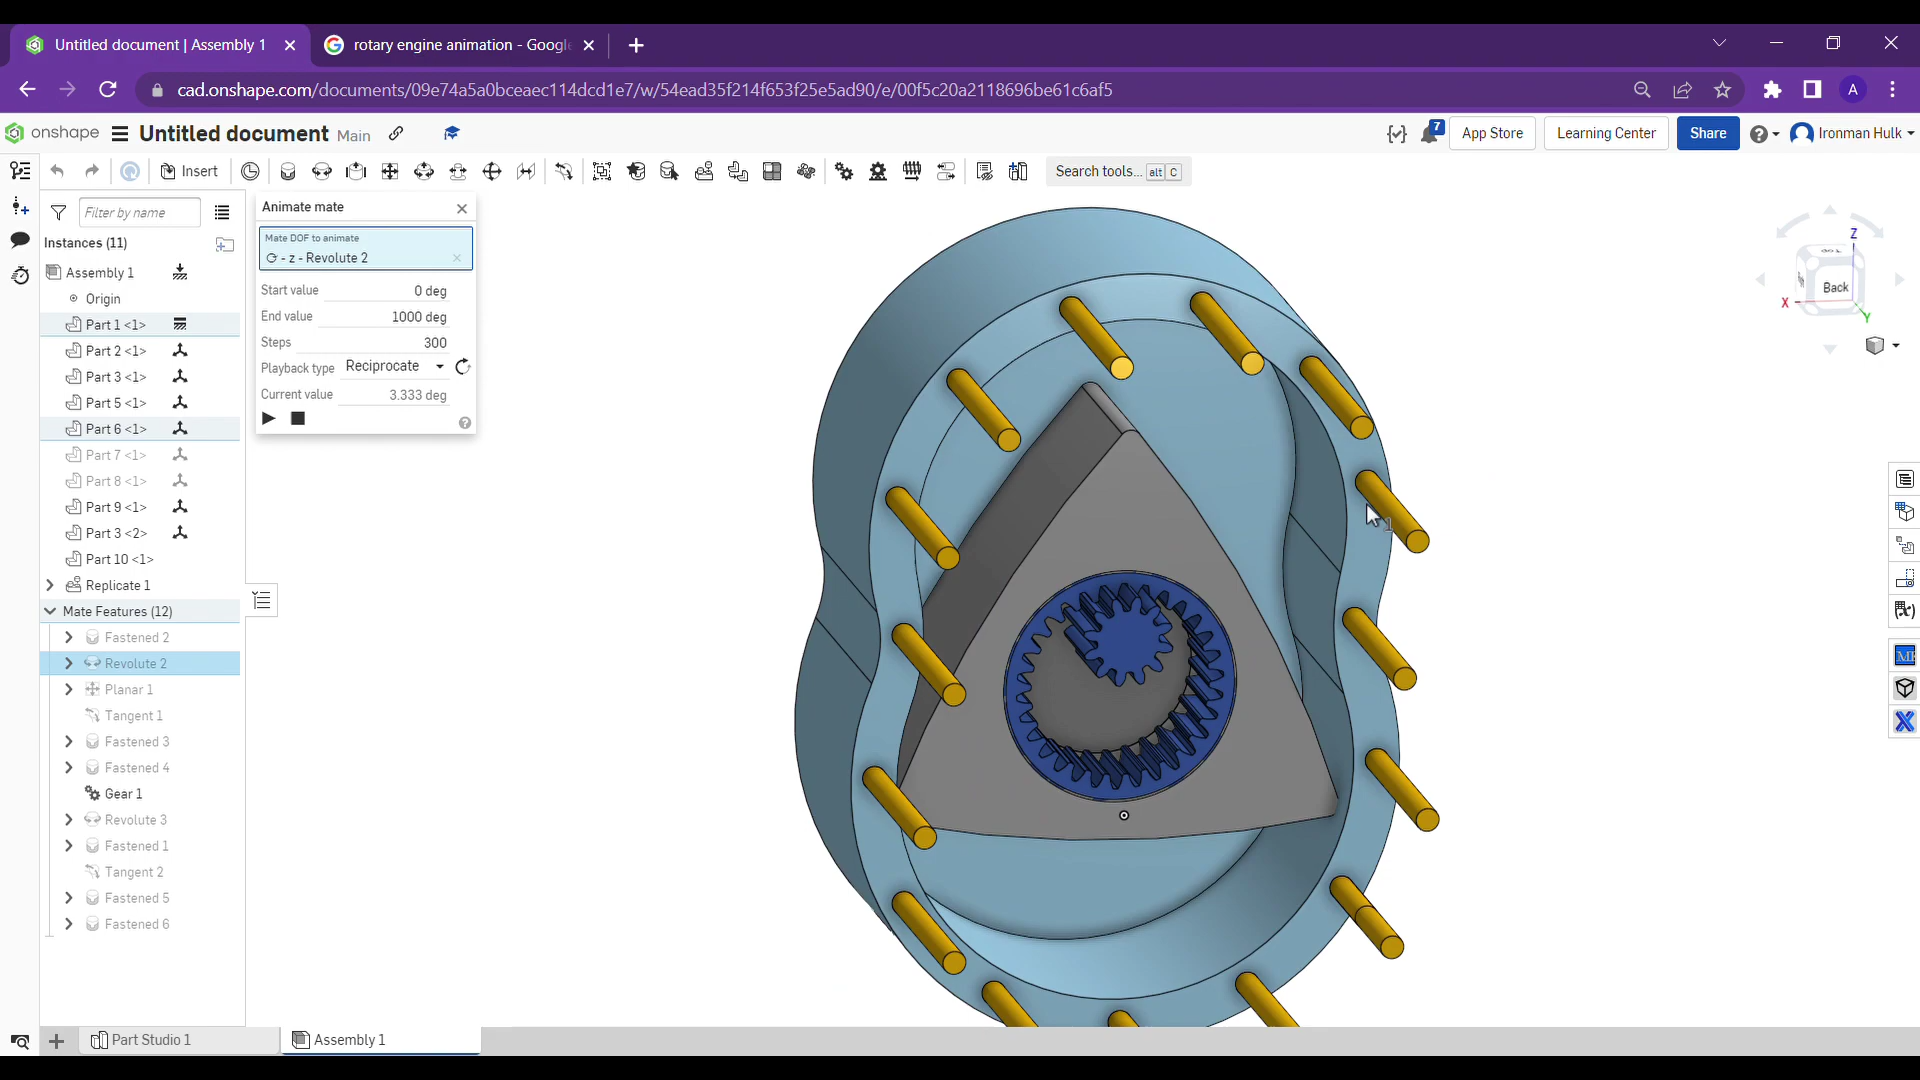 Untitled document | Assembly 1
rotary engine animation - Googl
cad.onshape.com/documents/09e74a5a0bceaec114dcd1e7/w/54ead35f214f653f25e5ad90/e/00f5c20a2118696be61c6af5
A
onshape
Untitled document
Main
7
App Store
Learning Center
Share
Ironman Hulk
Insert
Search tools... alt C
Filter by name
Instances (11)
Assembly 1
Origin
Part 1 <1>
Part 2 <1>
Part 3 <1>
Part 5 <1>
Part 6 <1>
Part 7 <1>
Part 8 <1>
Part 9 <1>
Part 3 <2>
Part 10 <1>
Replicate 1
Mate Features (12)
Fastened 2
Revolute 2
Planar 1
Tangent 1
Fastened 3
Fastened 4
Gear 1
Revolute 3
Fastened 1
Tangent 2
Fastened 5
Fastened 6
Animate mate
Mate DOF to animate
- z - Revolute 2
Start value 0 deg
End value 1000 deg
Steps 300
Playback type Reciprocate
Current value 3.333 deg
Z
Back
X
Y
1
Part Studio 1
Assembly 1